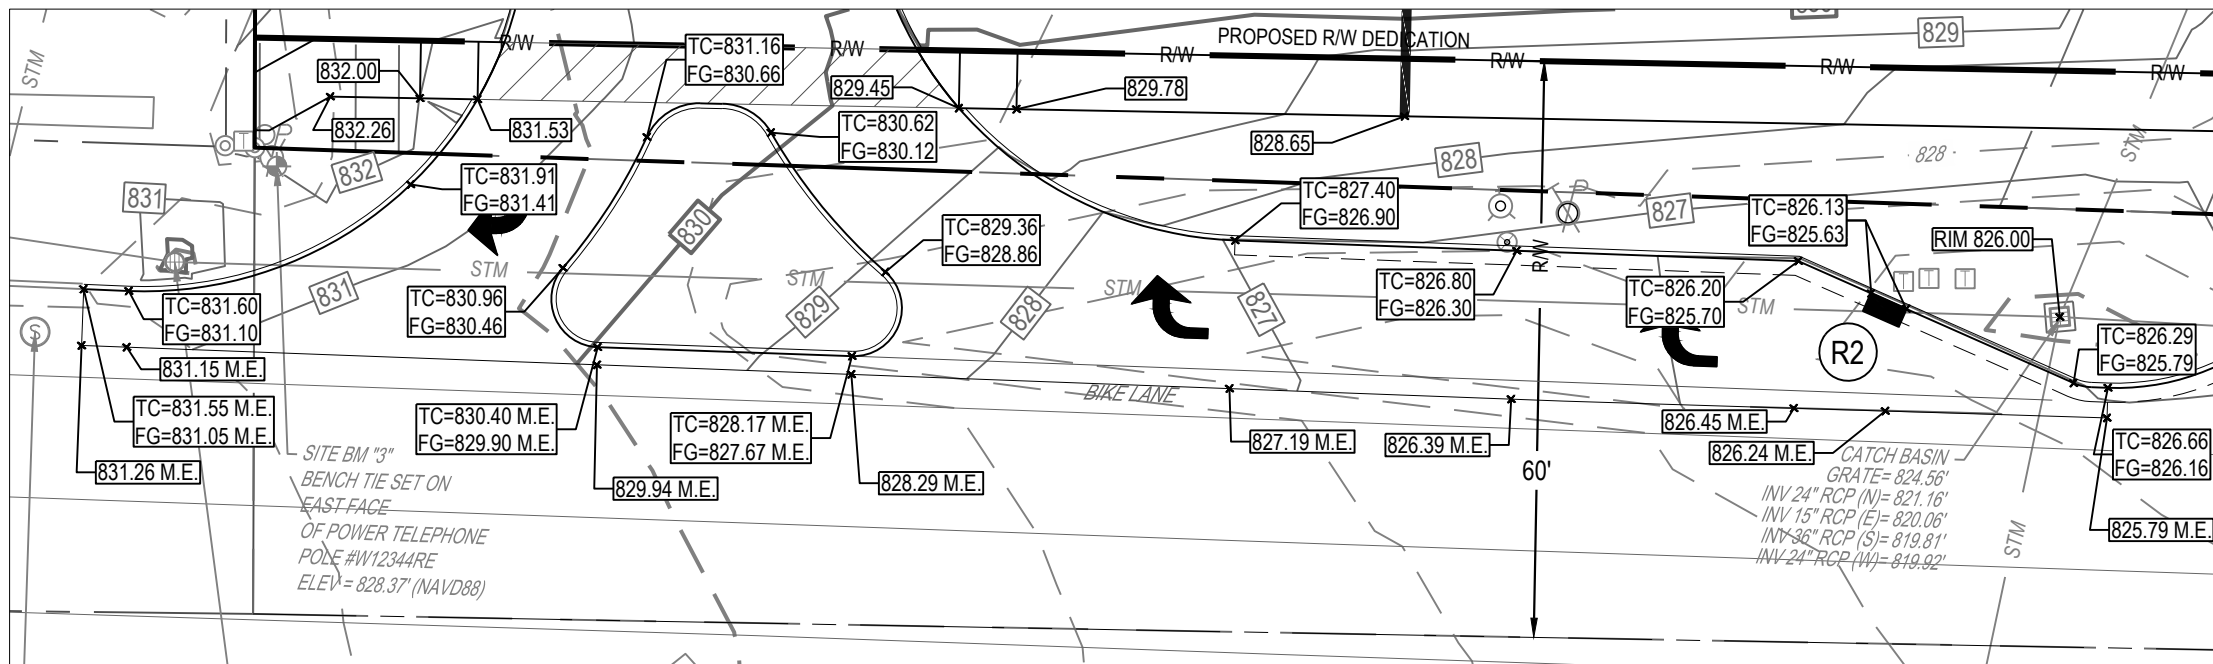 829
R/W
R/W
R/W
R/W
R/W
R/W
PROPOSED R/W DEDICATION
STM
832.00
TC=831.16
FG=830.66
829.45
829.78
832.26
831.53
TC=830.62
FG=830.12
828.65
832
831
TC=831.91
FG=831.41
828
828
STM
TC=827.40
FG=826.90
827
TC=826.13
FG=825.63
830
TC=829.36
FG=828.86
RIM 826.00
R/W
STM
STM
STM
STM
831
TC=831.60
FG=831.10
TC=830.96
FG=830.46
829
828
827
TC=826.80
FG=826.30
TC=826.20
FG=825.70
R2
TC=826.29
FG=825.79
S
T
T
T
T
831.15 M.E.
BIKE LANE
TC=831.55 M.E.
FG=831.05 M.E.
TC=830.40 M.E.
FG=829.90 M.E.
TC=828.17 M.E.
FG=827.67 M.E.
827.19 M.E.
826.39 M.E.
826.45 M.E.
826.24 M.E.
TC=826.66
FG=826.16
831.26 M.E.
829.94 M.E.
828.29 M.E.
60'
825.79 M.E.
SITE BM "3"
BENCH TIE SET ON
EAST FACE
OF POWER TELEPHONE
POLE #W12344RE
ELEV = 828.37' (NAVD88)
CATCH BASIN
GRATE= 824.56'
INV 24" RCP (N)= 821.16'
INV 15" RCP (E)= 820.06'
INV 36" RCP (S)= 819.81'
INV 24" RCP (W)= 819.92'
STM